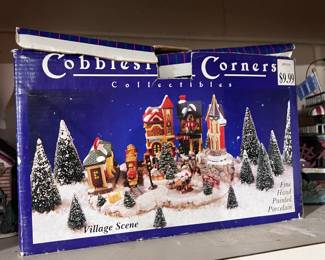 Cobblest Corners
Collectibles
$9.99
Village Scene
Fine
Hand
Painted
Porcelain